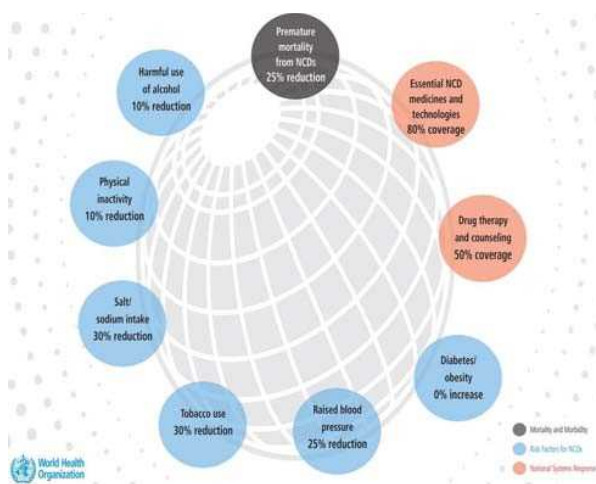 Premature
mortality
from NCDs
25% reduction
Essential NCD
medicines and
technologies
80% coverage
Drug therapy
and counseling
50% coverage
Diabetes/
obesity
0% increase
Raised blood
pressure
25% reduction
Tobacco use
30% reduction
Salt/
sodium intake
30% reduction
Physical
inactivity
10% reduction
Harmful use
of alcohol
10% reduction
Mortality and Morbidity
Risk Factors for NCDs
National Systems Response
World Health
Organization